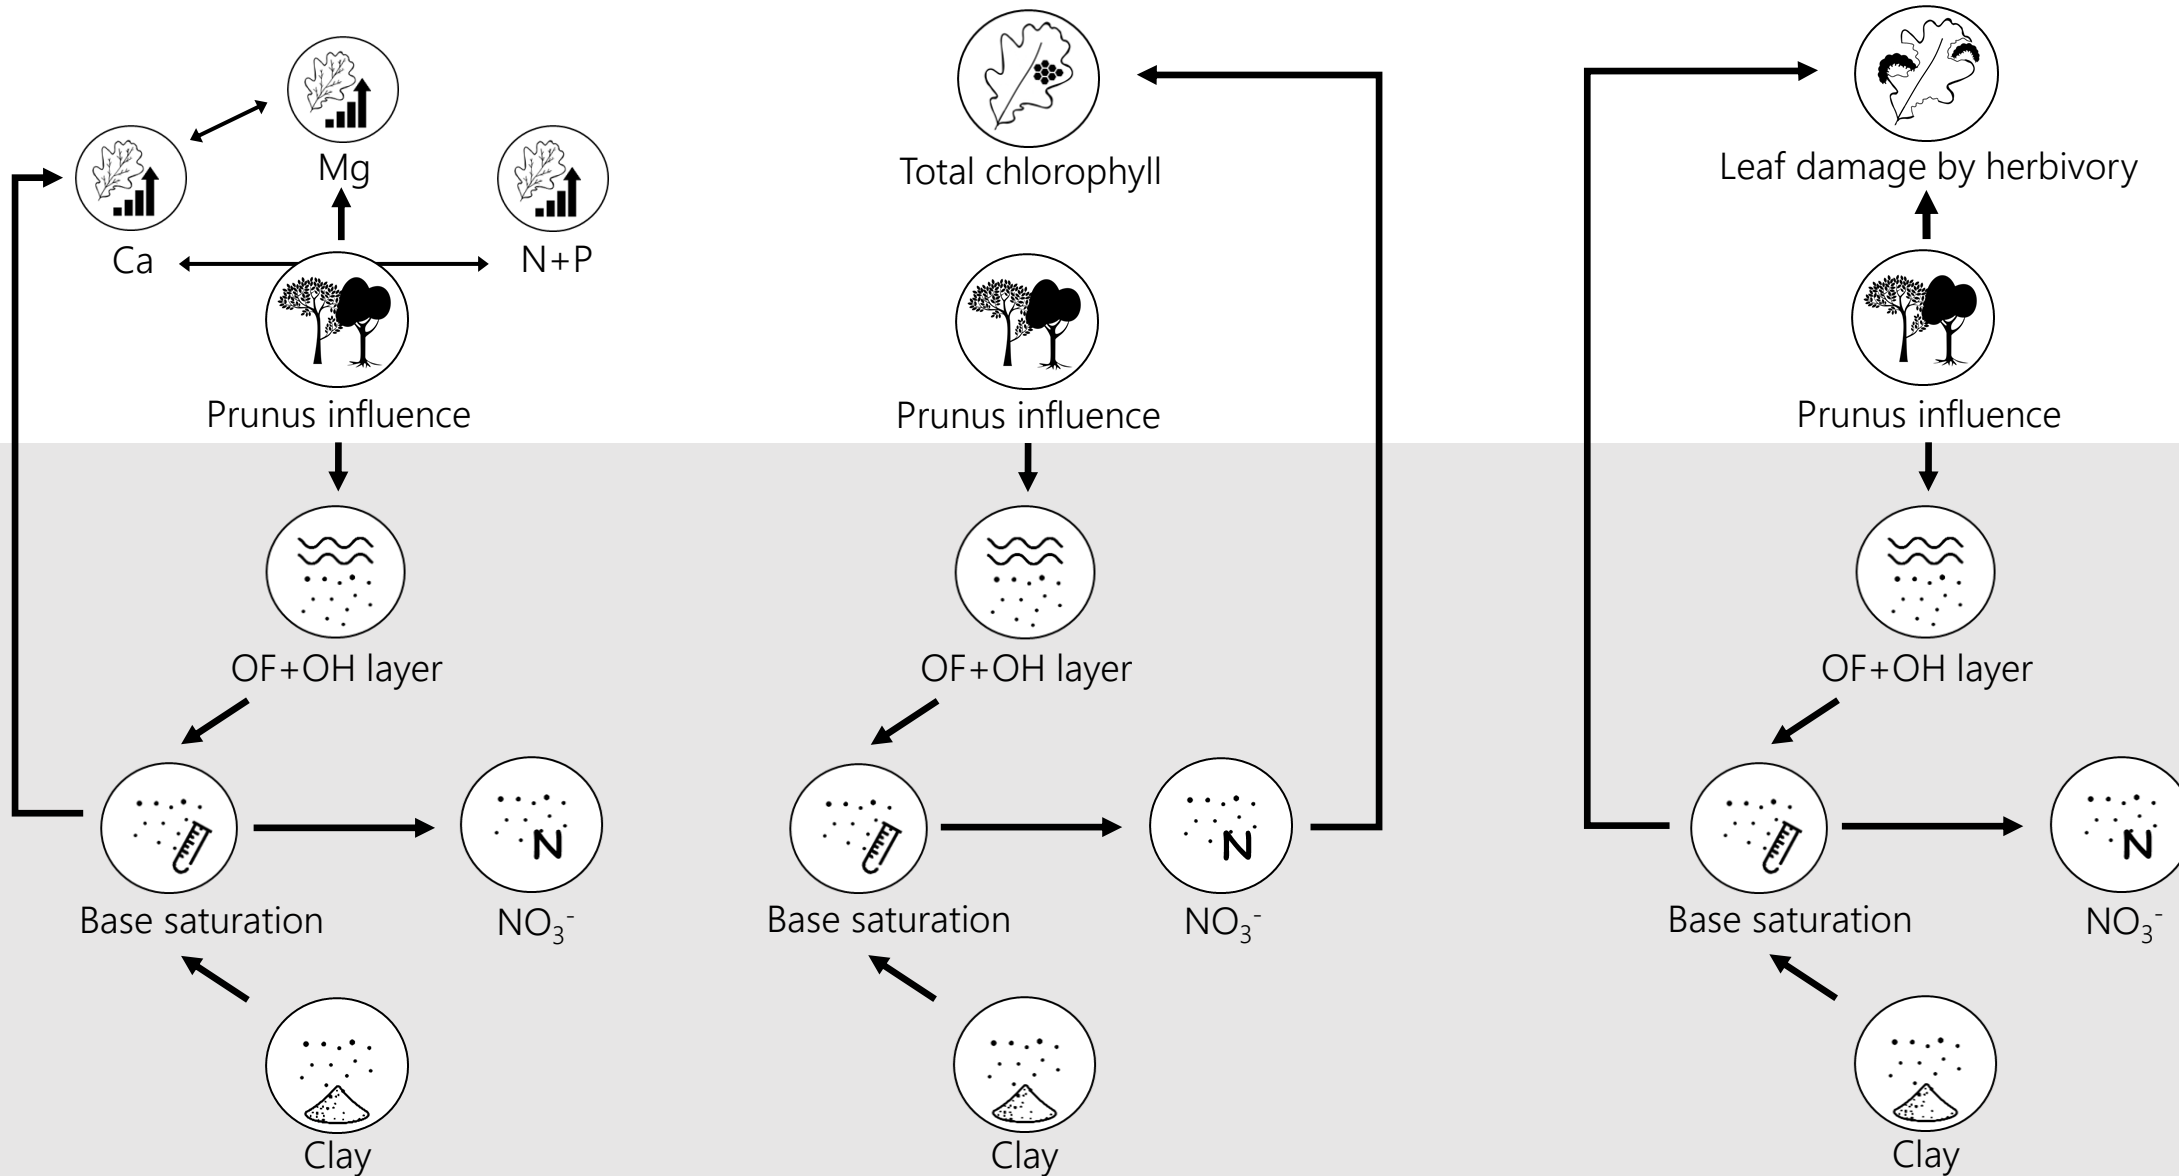 Mg
Ca
N+P
Prunus influence
OF+OH layer
N
Base saturation
NO₃⁻
Clay
Total chlorophyll
Prunus influence
OF+OH layer
N
Base saturation
NO₃⁻
Clay
Leaf damage by herbivory
Prunus influence
OF+OH layer
N
Base saturation
NO₃⁻
Clay